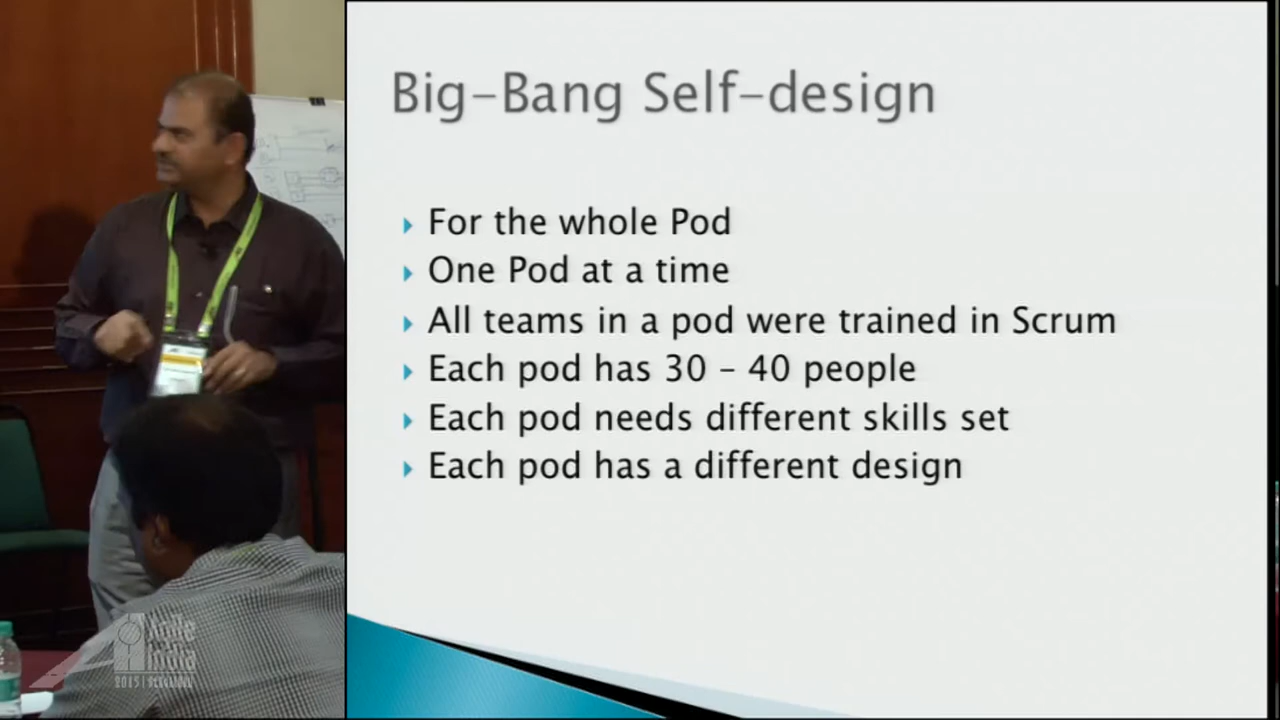 Big-Bang Self-design
For the whole Pod
One Pod at a time
All teams in a pod were trained in Scrum
Each pod has 30 – 40 people
Each pod needs different skills set
Each pod has a different design
Agile
India
2015 |